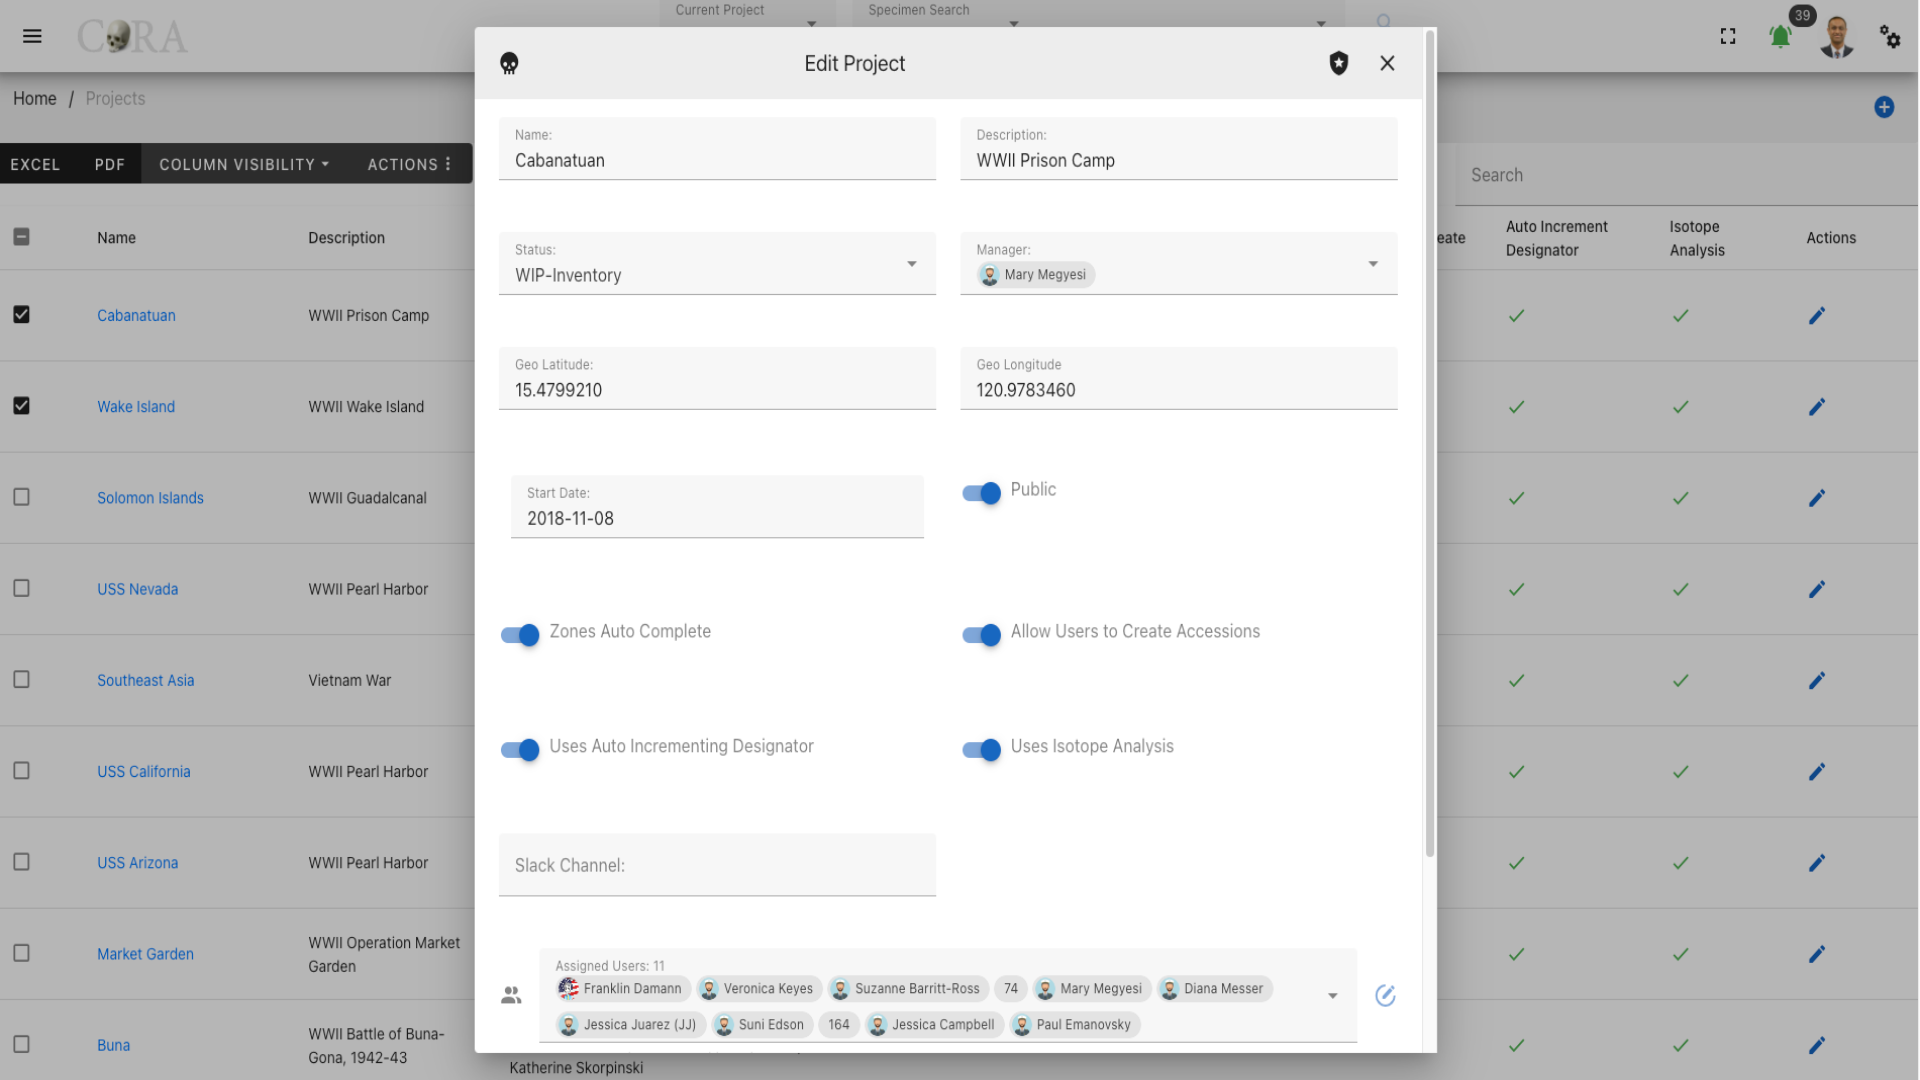 Current Project
Specimen Search
39
CORA
Edit Project
Home / Projects
Name:
Cabanatuan
Description:
WWII Prison Camp
EXCEL PDF COLUMN VISIBILITY ACTIONS
Search
Name Description
eate
Auto Increment
Designator
Isotope
Analysis
Actions
Status:
WIP-Inventory
Manager:
Mary Megyesi
Cabanatuan WWII Prison Camp
Geo Latitude:
15.4799210
Geo Longitude
120.9783460
Wake Island WWII Wake Island
Solomon Islands WWII Guadalcanal
Start Date:
2018-11-08
Public
USS Nevada WWII Pearl Harbor
Zones Auto Complete
Allow Users to Create Accessions
Southeast Asia Vietnam War
Uses Auto Incrementing Designator
Uses Isotope Analysis
USS California WWII Pearl Harbor
USS Arizona WWII Pearl Harbor
Slack Channel:
Market Garden
WWII Operation Market
Garden
Assigned Users: 11
Franklin Damann Veronica Keyes Suzanne Barritt-Ross 74 Mary Megyesi Diana Messer
Jessica Juarez (JJ) Suni Edson 164 Jessica Campbell Paul Emanovsky
Buna
WWII Battle of Buna-
Gona, 1942-43
Katherine Skorpinski